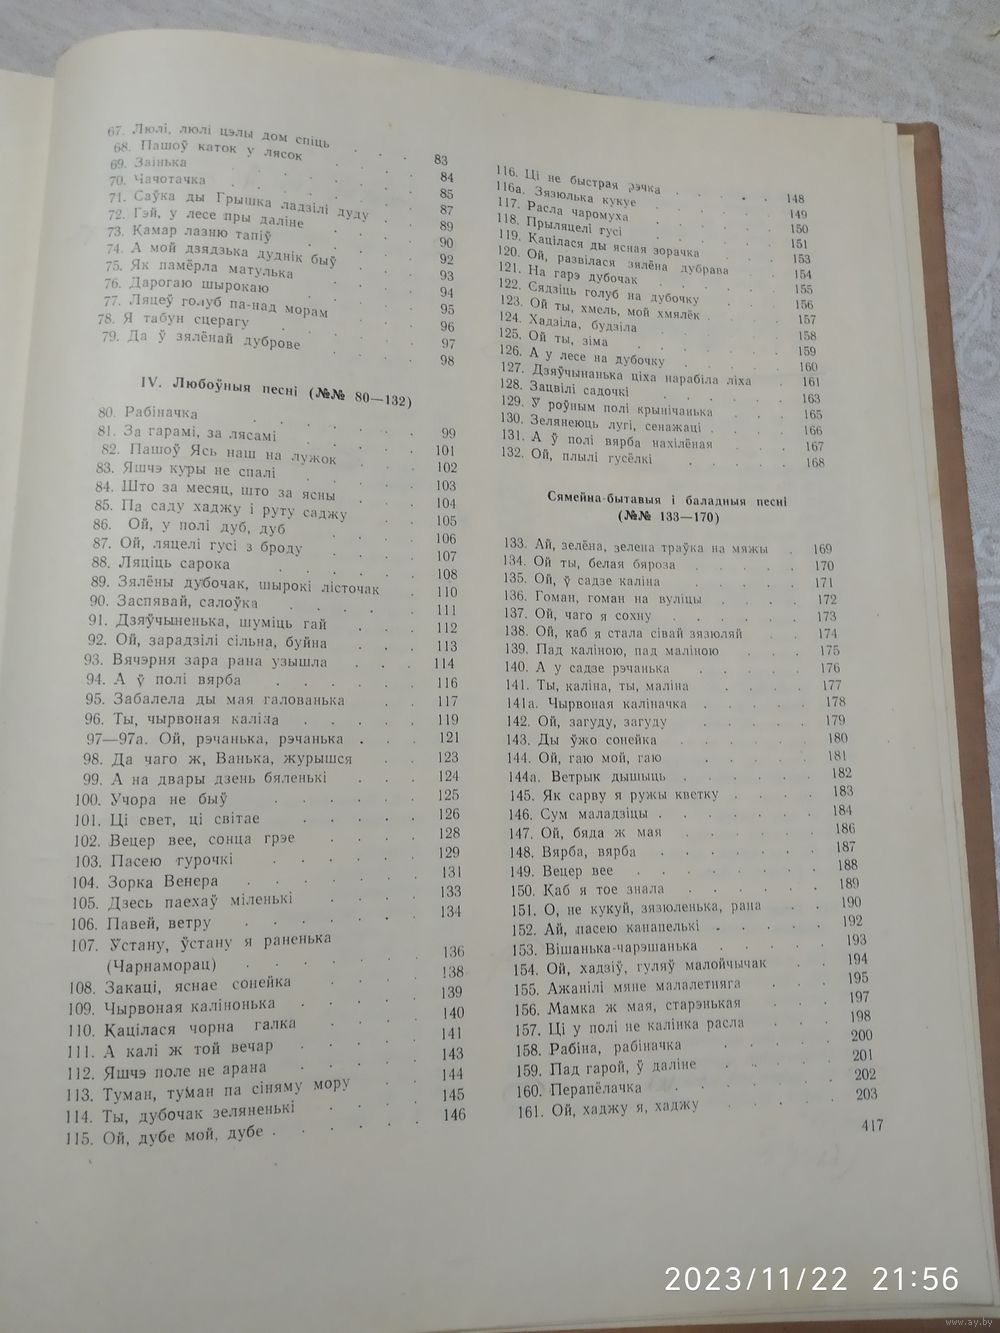 67. Люлі, люлі цэлы дом спіць . . . 83
68. Пашоў каток у лясок . . . . 84
69. Заінька . . . . . . 85
70. Чачотачка . . . . . . 87
71. Саўка ды Грышка ладзілі дуду . . 89
72. Гэй, у лесе пры даліне . . . . 90
73. Камар лазню тапіў . . . . 92
74. А мой дзядзька дуднік быў . . . 93
75. Як памёрла матулька . . . . 94
76. Дарогаю шырокаю . . . . 95
77. Ляцеў голуб па-над морам . . . 96
78. Я табун сцерагу . . . . . 97
79. Да ў зялёнай дуброве . . . . 98
IV. Любоўныя песні (№№ 80—132)
80. Рабіначка . . . . . . 99
81. За гарамі, за лясамі . . . . 101
82. Пашоў Ясь наш на лужок . . . 102
83. Яшчэ куры не спалі . . . . 103
84. Што за месяц, што за ясны . . . 104
85. Па саду хаджу і руту саджу . . . 105
86. Ой, у полі дуб, дуб . . . . 106
87. Ой, ляцелі гусі з броду . . . . 107
88. Ляціць сарока . . . . . 108
89. Зялёны дубочак, шырокі лісточак . . 110
90. Заспявай, салоўка . . . . 111
91. Дзяўчыненька, шуміць гай . . . 112
92. Ой, зарадзілі сільна, буйна . . . 113
93. Вячэрня зара рана узышла . . . 114
94. А ў полі вярба . . . . . 116
95. Забалела ды мая галованька . . 117
96. Ты, чырвоная каліна . . . . 119
97—97а. Ой, рэчанька, рэчанька . . . 121
98. Да чаго ж, Ванька, журышся . . 123
99. А на двары дзень бяленькі . . . 124
100. Учора не быў . . . . . . 125
101. Ці свет, ці світае . . . . . 126
102. Вецер вее, сонца грэе . . . . 128
103. Пасею гурочкі . . . . . 129
104. Зорка Венера . . . . . . 131
105. Дзесь паехаў міленькі . . . . 133
106. Павей, ветру . . . . . . 134
107. Устану, ўстану я раненька
(Чарнаморац) . . . . . . 136
108. Закаці, яснае сонейка . . . . 138
109. Чырвоная калінонька . . . . 139
110. Кацілася чорна галка . . . . 140
111. А калі ж той вечар . . . . . 141
112. Яшчэ поле не арана . . . . 143
113. Туман, туман па сіняму мору . . . 144
114. Ты, дубочак зеляненькі . . . . 145
115. Ой, дубе мой, дубе . . . . . 146
116. Ці не быстрая рэчка . . . . 148
116а. Зязюлька кукуе . . . . . 149
117. Расла чаромуха . . . . . 150
118. Прыляцелі гусі . . . . . 151
119. Кацілася ды ясная зорачка . . . 153
120. Ой, развілася зялёна дубрава . . 154
121. На гарэ дубочак . . . . . 155
122. Сядзіць голуб на дубочку . . . 156
123. Ой ты, хмель, мой хмялёк . . . . 157
124. Хадзіла, будзіла . . . . . 158
125. Ой ты, зіма . . . . . . 159
126. А у лесе на дубочку . . . . 160
127. Дзяўчынанька ціха нарабіла ліха . 161
128. Зацвілі садочкі . . . . . 163
129. У роўным полі крынічанька . . . 165
130. Зелянеюць лугі, сенажаці . . . . 166
131. А ў полі вярба нахілёная . . . 167
132. Ой, плылі гусёлкі . . . . . 168
Сямейна-бытавыя і баладныя песні
(№№ 133—170)
133. Ай, зелёна, зелена траўка на мяжы . 169
134. Ой ты, белая бяроза . . . . . 170
135. Ой, ў садзе каліна . . . . . 171
136. Гоман, гоман на вуліцы . . . . 172
137. Ой, чаго я сохну . . . . . . 173
138. Ой, каб я стала сівай зязюляй . . 174
139. Пад каліною, пад маліною . . . 175
140. А у садзе рэчанька . . . . . 176
141. Ты, каліна, ты, маліна . . . . 177
141а. Чырвоная каліначка . . . . . 178
142. Ой, загуду, загуду . . . . . 179
143. Ды ўжо сонейка . . . . . . 180
144. Ой, гаю мой, гаю . . . . . 181
144а. Ветрык дышыць . . . . . . 182
145. Як сарву я ружы кветку . . . . 183
146. Сум маладзіцы . . . . . . . 184
147. Ой, бяда ж мая . . . . . . 186
148. Вярба, вярба . . . . . . . 187
149. Вецер вее . . . . . . . 188
150. Каб я тое знала . . . . . . 189
151. О, не кукуй, зязюленька, рана . . 190
152. Ай, пасею канапелькі . . . . . 192
153. Вішанька-чарэшанька . . . . . 193
154. Ой, хадзіў, гуляў малойчычак . . 194
155. Ажанілі мяне малалетняга . . . 195
156. Мамка ж мая, старэнькая . . . 197
157. Ці у полі не калінка расла . . . 198
158. Рабіна, рабіначка . . . . . 200
159. Пад гарой, ў даліне . . . . . 201
160. Перапёлачка . . . . . . 202
161. Ой, хаджу я, хаджу . . . . . 203
417
2023/11/22 21:56
www.ay.by